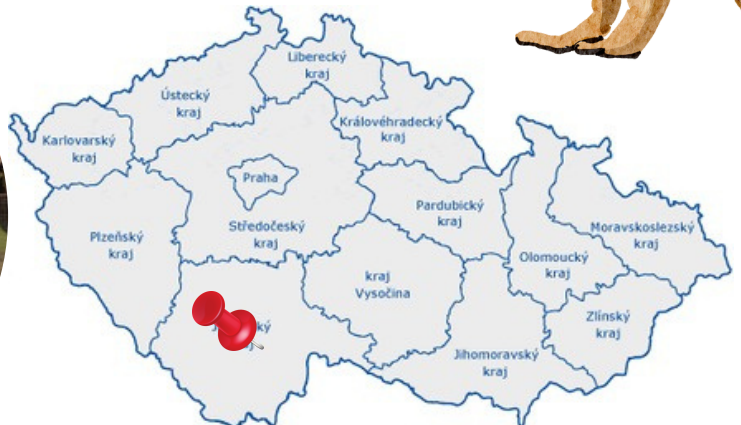 Liberecký
kraj
Ústecký
kraj
Královéhradecký
kraj
Karlovarský
kraj
Praha
Pardubický
kraj
Středočeský
kraj
Plzeňský
kraj
Moravskoslezský
kraj
Olomoucký
kraj
kraj
Vysočina
Zlínský
kraj
Jihomoravský
kraj